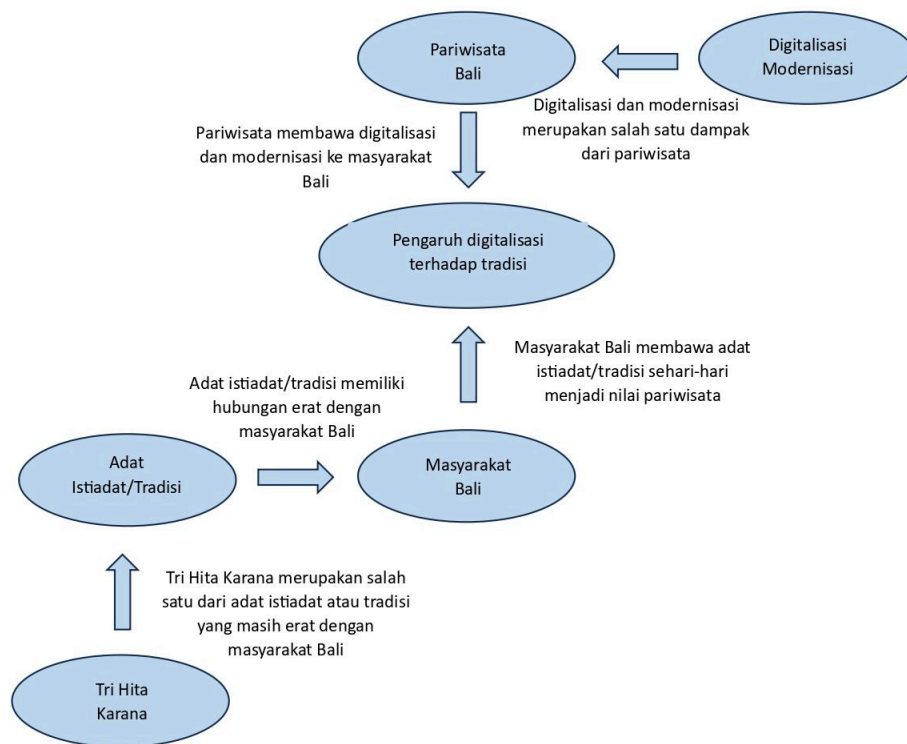 Pariwisata
Bali
Digitalisasi
Modernisasi
Digitalisasi dan modernisasi
merupakan salah satu dampak
dari pariwisata
Pariwisata membawa digitalisasi
dan modernisasi ke masyarakat
Bali
Pengaruh digitalisasi
terhadap tradisi
Masyarakat Bali membawa adat
istiadat/tradisi sehari-hari
menjadi nilai pariwisata
Adat istiadat/tradisi memiliki
hubungan erat dengan
masyarakat Bali
Adat
Istiadat/Tradisi
Masyarakat
Bali
Tri Hita Karana merupakan salah
satu dari adat istiadat atau tradisi
yang masih erat dengan
masyarakat Bali
Tri Hita
Karana